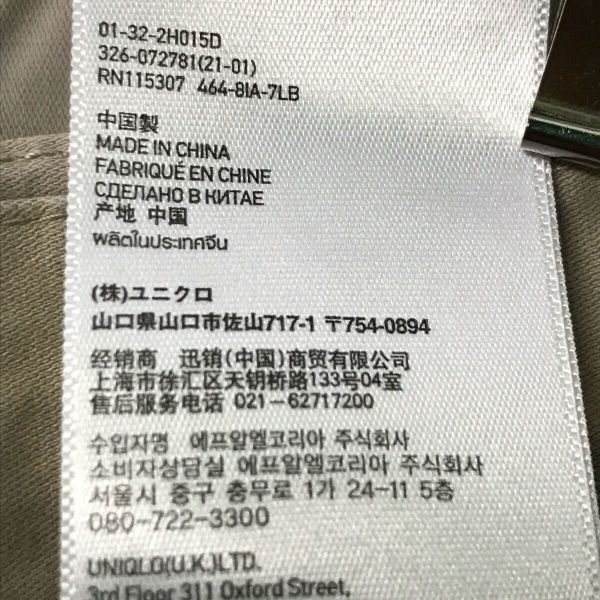 01-32-2H015D
326-072781(21-01)
RN115307 464-8IA-7LB
中国製
MADE IN CHINA
FABRIQUÉ EN CHINE
СДЕЛАНО В КИТАЕ
产地 中国
ผลิตในประเทศจีน
(株)ユニクロ
山口県山口市佐山717-1 〒754-0894
经销商 迅销(中国)商贸有限公司
上海市徐汇区天钥桥路133号04室
售后服务电话 021-62717200
수입자명 에프알엘코리아 주식회사
소비자상담실 에프알엘코리아 주식회사
서울시 중구 충무로 1가 24-11 5층
080-722-3300
UNIQLO(U.K.)LTD.
3rd Floor 311 Oxford Street,